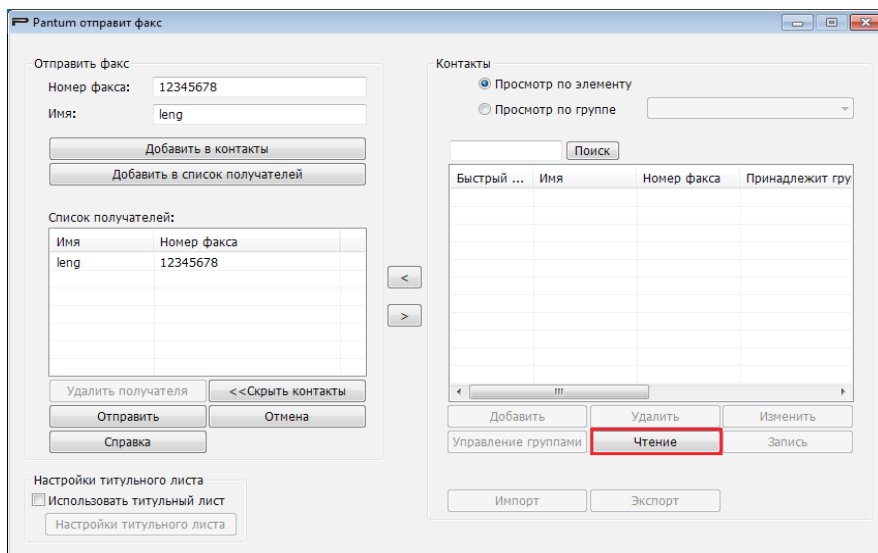 Pantum отправит факс
Отправить факс
Номер факса: 12345678
Имя: leng
Добавить в контакты
Добавить в список получателей
Список получателей:
Имя Номер факса
leng 12345678
Удалить получателя <<Скрыть контакты
Отправить Отмена
Справка
Настройки титульного листа
Использовать титульный лист
Настройки титульного листа
<
>
Контакты
Просмотр по элементу
Просмотр по группе
Поиск
Быстрый ... Имя Номер факса Принадлежит гру
Добавить Удалить Изменить
Управление группами Чтение Запись
Импорт Экспорт